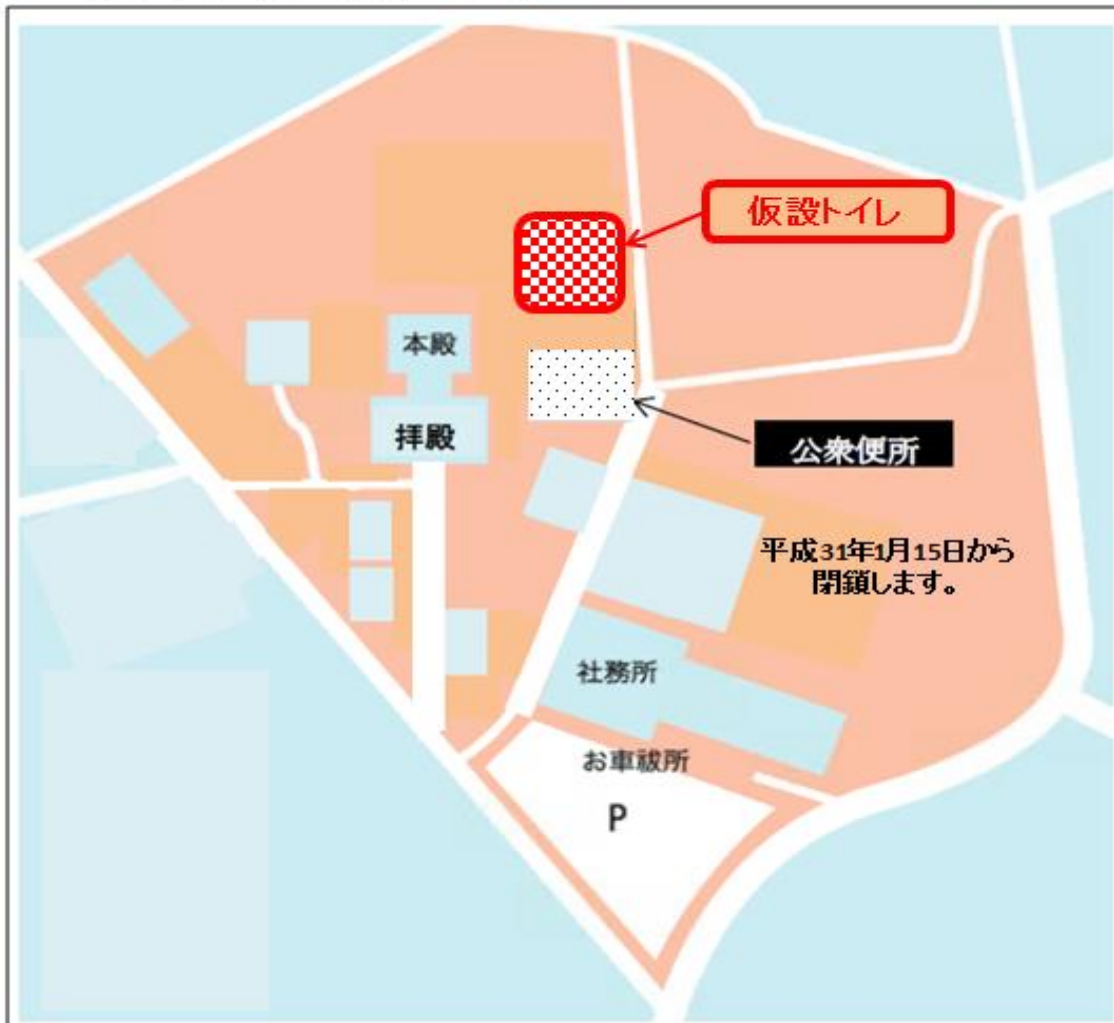 仮設トイレ
本殿
拝殿
公衆便所
平成31年1月15日から
閉鎖します。
社務所
お車祓所
P